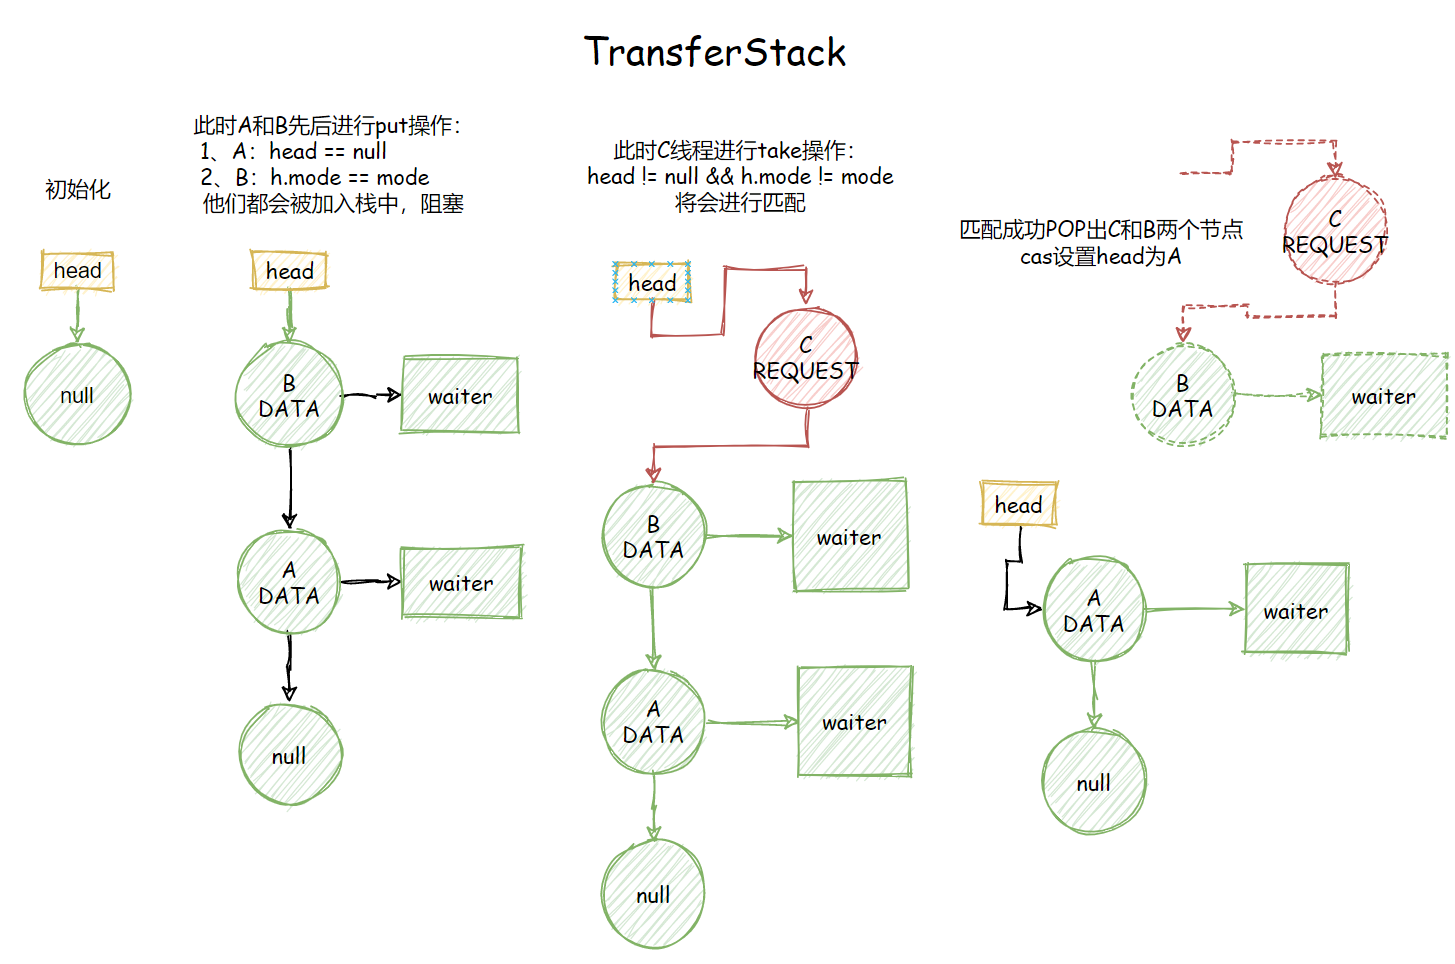 TransferStack
初始化
head
null
此时A和B先后进行put操作：
1、A：head == null
2、B：h.mode == mode
他们都会被加入栈中，阻塞
head
B
DATA
waiter
A
DATA
waiter
null
此时C线程进行take操作：
head != null && h.mode != mode
将会进行匹配
head
C
REQUEST
B
DATA
waiter
A
DATA
waiter
null
匹配成功POP出C和B两个节点
cas设置head为A
C
REQUEST
B
DATA
waiter
head
A
DATA
waiter
null